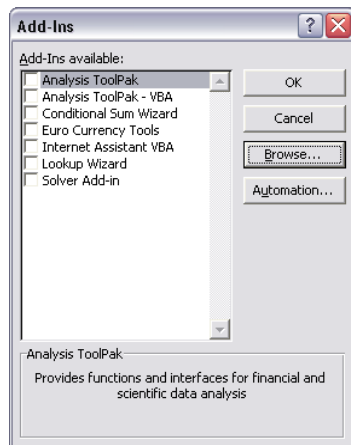 Add-Ins
Add-Ins available:
Analysis ToolPak
Analysis ToolPak - VBA
Conditional Sum Wizard
Euro Currency Tools
Internet Assistant VBA
Lookup Wizard
Solver Add-in
OK
Cancel
Browse...
Automation...
Analysis ToolPak
Provides functions and interfaces for financial and
scientific data analysis